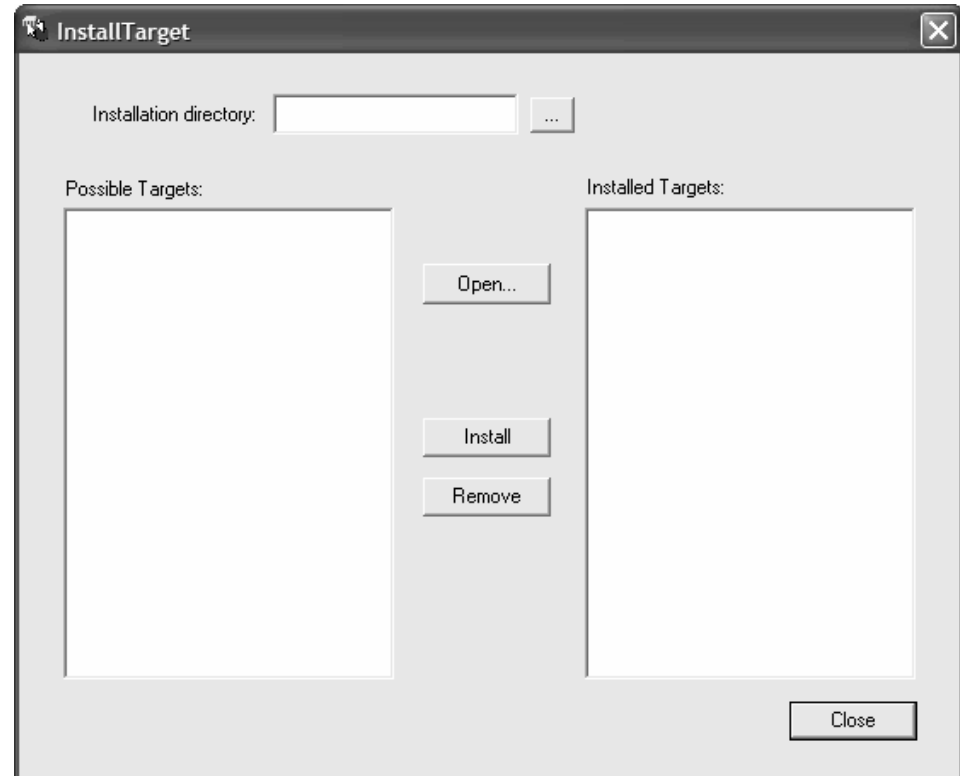 InstallTarget
Installation directory:
...
Possible Targets:
Installed Targets:
Open...
Install
Remove
Close